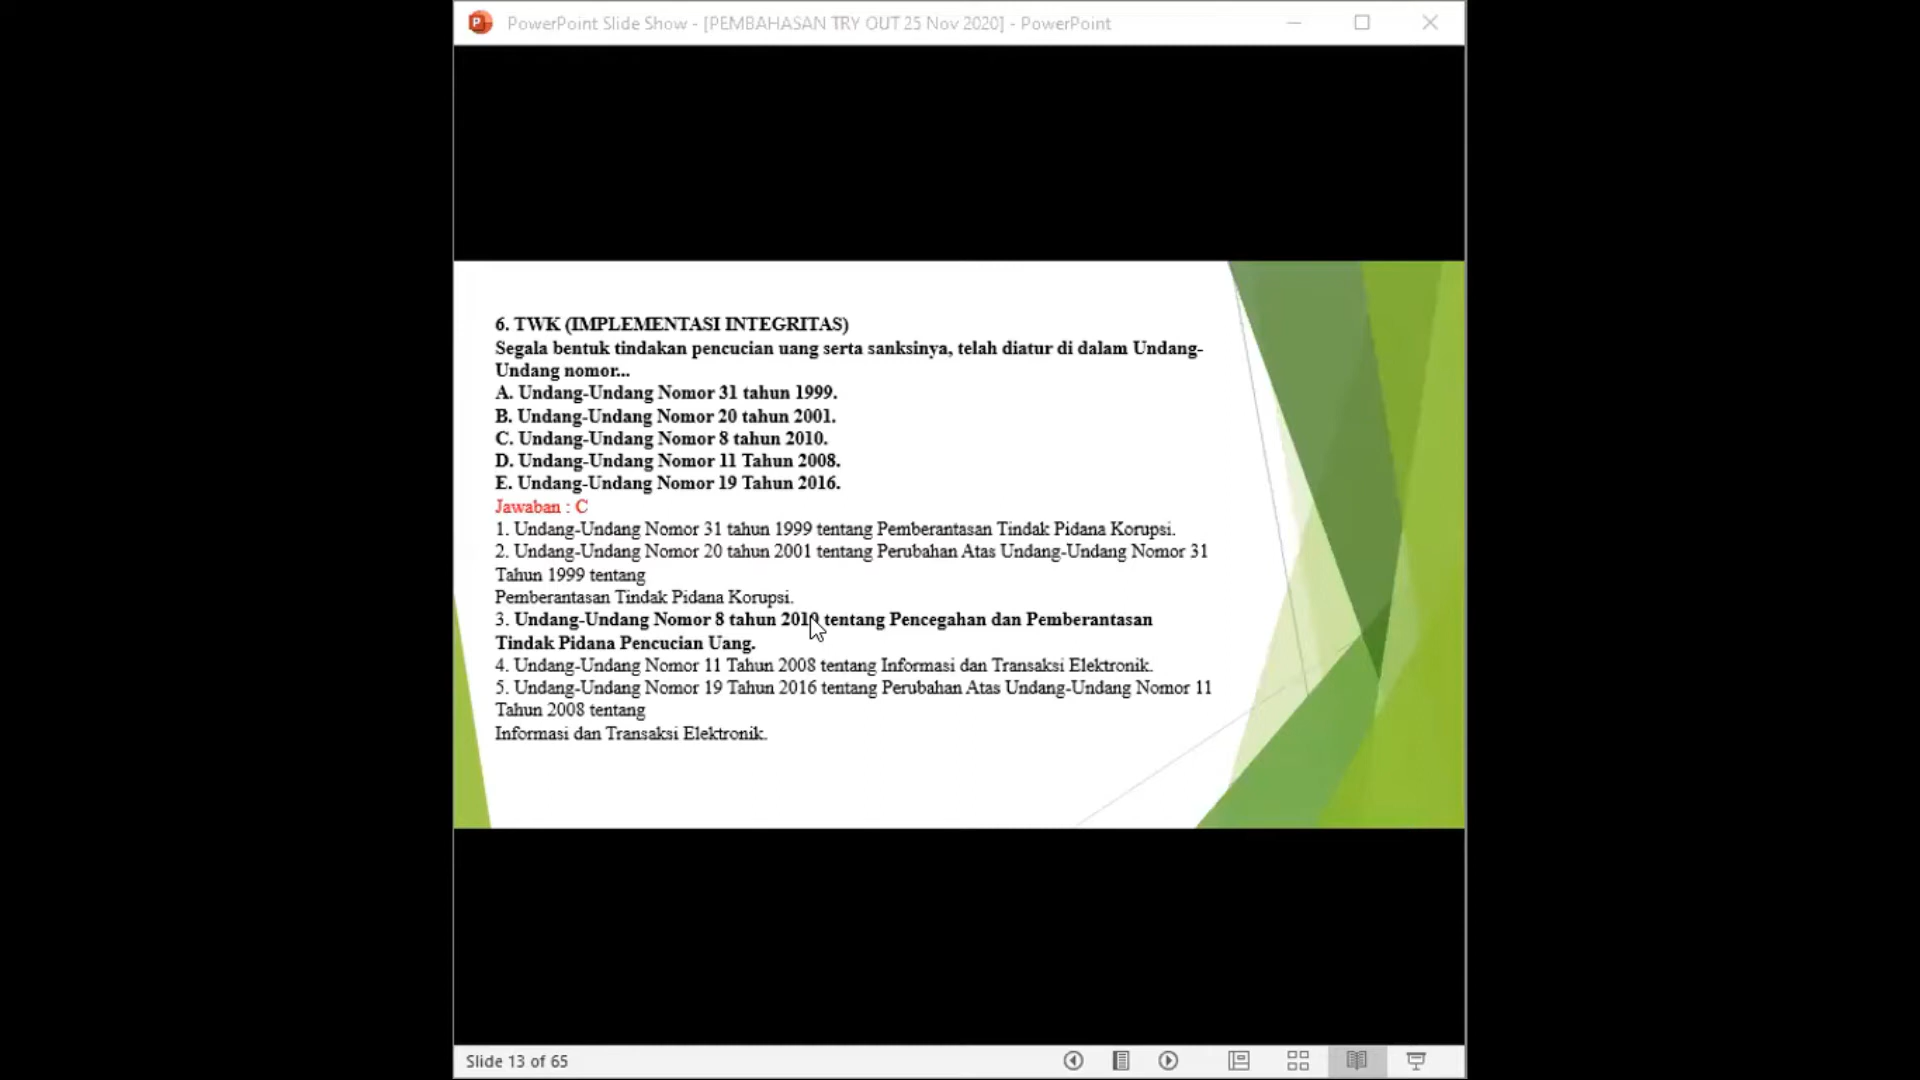 PowerPoint Slide Show - [PEMBAHASAN TRY OUT 25 Nov 2020] - PowerPoint
6. TWK (IMPLEMENTASI INTEGRITAS)
Segala bentuk tindakan pencucian uang serta sanksinya, telah diatur di dalam Undang-
Undang nomor...
A. Undang-Undang Nomor 31 tahun 1999.
B. Undang-Undang Nomor 20 tahun 2001.
C. Undang-Undang Nomor 8 tahun 2010.
D. Undang-Undang Nomor 11 Tahun 2008.
E. Undang-Undang Nomor 19 Tahun 2016.
Jawaban : C
1. Undang-Undang Nomor 31 tahun 1999 tentang Pemberantasan Tindak Pidana Korupsi.
2. Undang-Undang Nomor 20 tahun 2001 tentang Perubahan Atas Undang-Undang Nomor 31
Tahun 1999 tentang
Pemberantasan Tindak Pidana Korupsi.
3. Undang-Undang Nomor 8 tahun 2010 tentang Pencegahan dan Pemberantasan
Tindak Pidana Pencucian Uang.
4. Undang-Undang Nomor 11 Tahun 2008 tentang Informasi dan Transaksi Elektronik.
5. Undang-Undang Nomor 19 Tahun 2016 tentang Perubahan Atas Undang-Undang Nomor 11
Tahun 2008 tentang
Informasi dan Transaksi Elektronik.
Slide 13 of 65